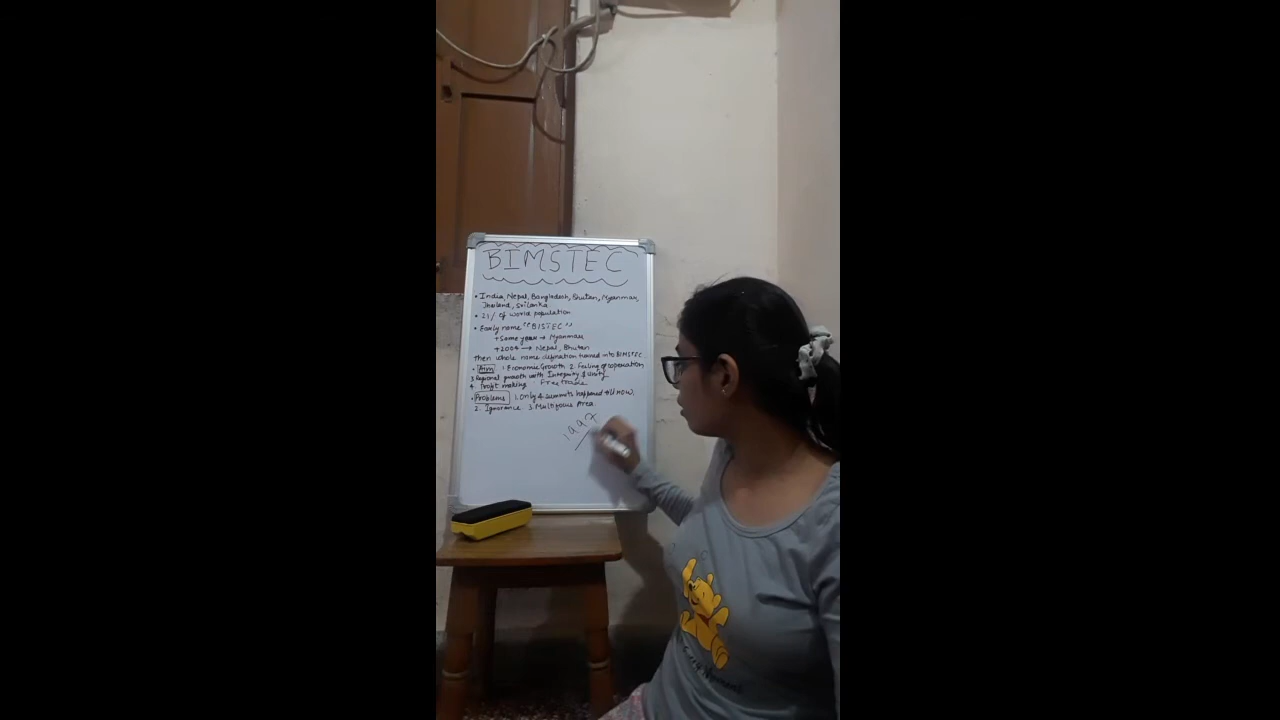 BIMSTEC
• India, Nepal, Bangladesh, Bhutan, Myanmar,
Thailand, Sri Lanka
• 21% of world population
• Early name "BISTEC"
+ Same year → Myanmar
+ 2004 → Nepal, Bhutan
then whole name defination turned into BIMSTEC.
• Aim 1. Economic Growth 2. Feeling of cooperation
3. Regional growth with Integrity & unity
4. Profit making Free trade
• Problems 1. Only 4 summits happened till NOW.
2. Ignorance 3. Multifocus Area.
1997